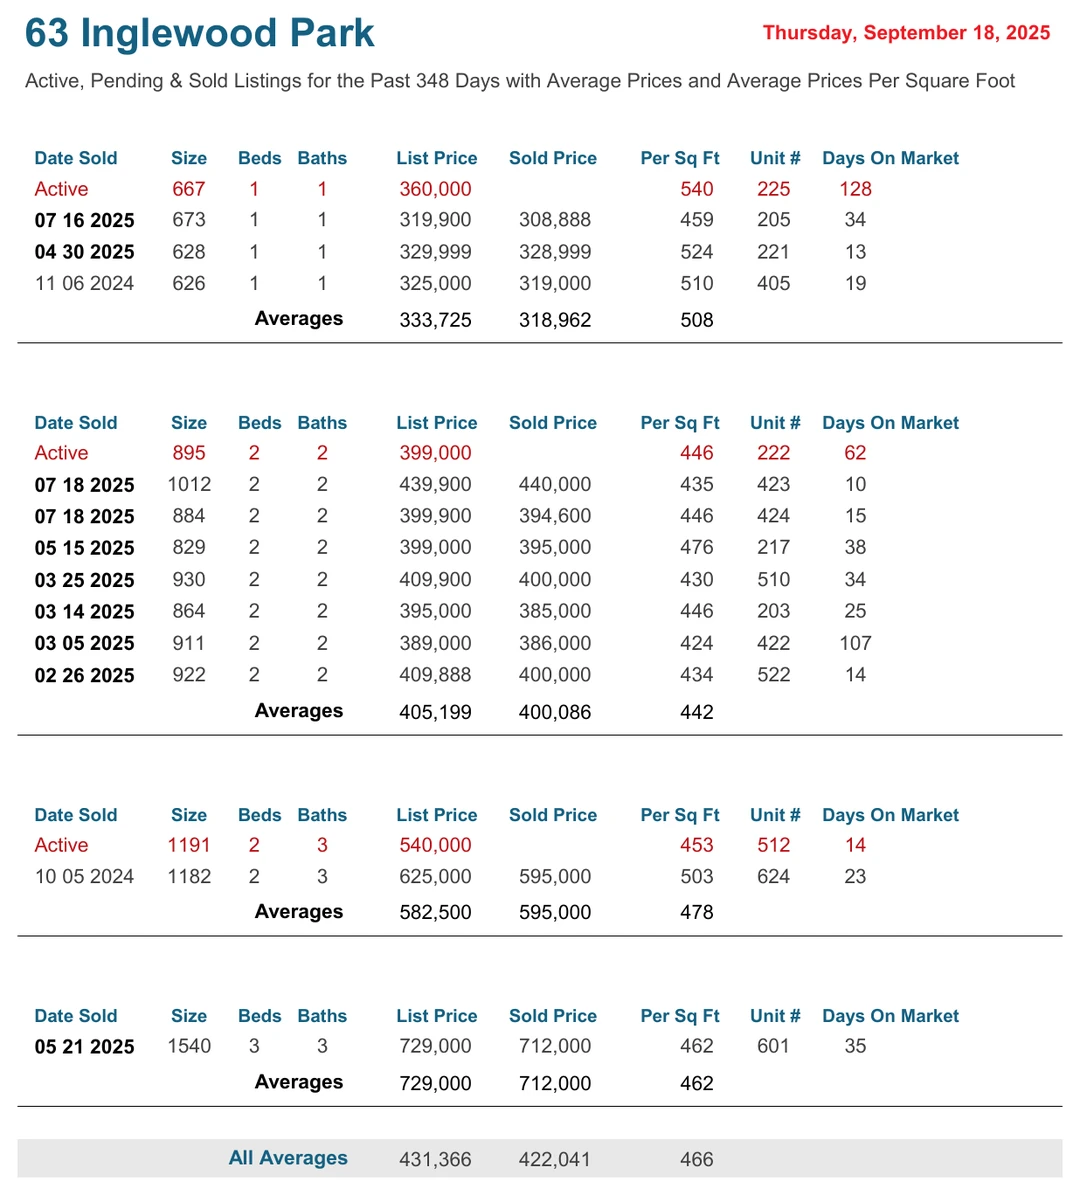 63 Inglewood Park Thursday, September 18, 2025
Active, Pending & Sold Listings for the Past 348 Days with Average Prices and Average Prices Per Square Foot
Date Sold Size Beds Baths List Price Sold Price Per Sq Ft Unit # Days On Market
Active 667 1 1 360,000 540 225 128
07 16 2025 673 1 1 319,900 308,888 459 205 34
04 30 2025 628 1 1 329,999 328,999 524 221 13
11 06 2024 626 1 1 325,000 319,000 510 405 19
Averages 333,725 318,962 508
Date Sold Size Beds Baths List Price Sold Price Per Sq Ft Unit # Days On Market
Active 895 2 2 399,000 446 222 62
07 18 2025 1012 2 2 439,900 440,000 435 423 10
07 18 2025 884 2 2 399,900 394,600 446 424 15
05 15 2025 829 2 2 399,000 395,000 476 217 38
03 25 2025 930 2 2 409,900 400,000 430 510 34
03 14 2025 864 2 2 395,000 385,000 446 203 25
03 05 2025 911 2 2 389,000 386,000 424 422 107
02 26 2025 922 2 2 409,888 400,000 434 522 14
Averages 405,199 400,086 442
Date Sold Size Beds Baths List Price Sold Price Per Sq Ft Unit # Days On Market
Active 1191 2 3 540,000 453 512 14
10 05 2024 1182 2 3 625,000 595,000 503 624 23
Averages 582,500 595,000 478
Date Sold Size Beds Baths List Price Sold Price Per Sq Ft Unit # Days On Market
05 21 2025 1540 3 3 729,000 712,000 462 601 35
Averages 729,000 712,000 462
All Averages 431,366 422,041 466